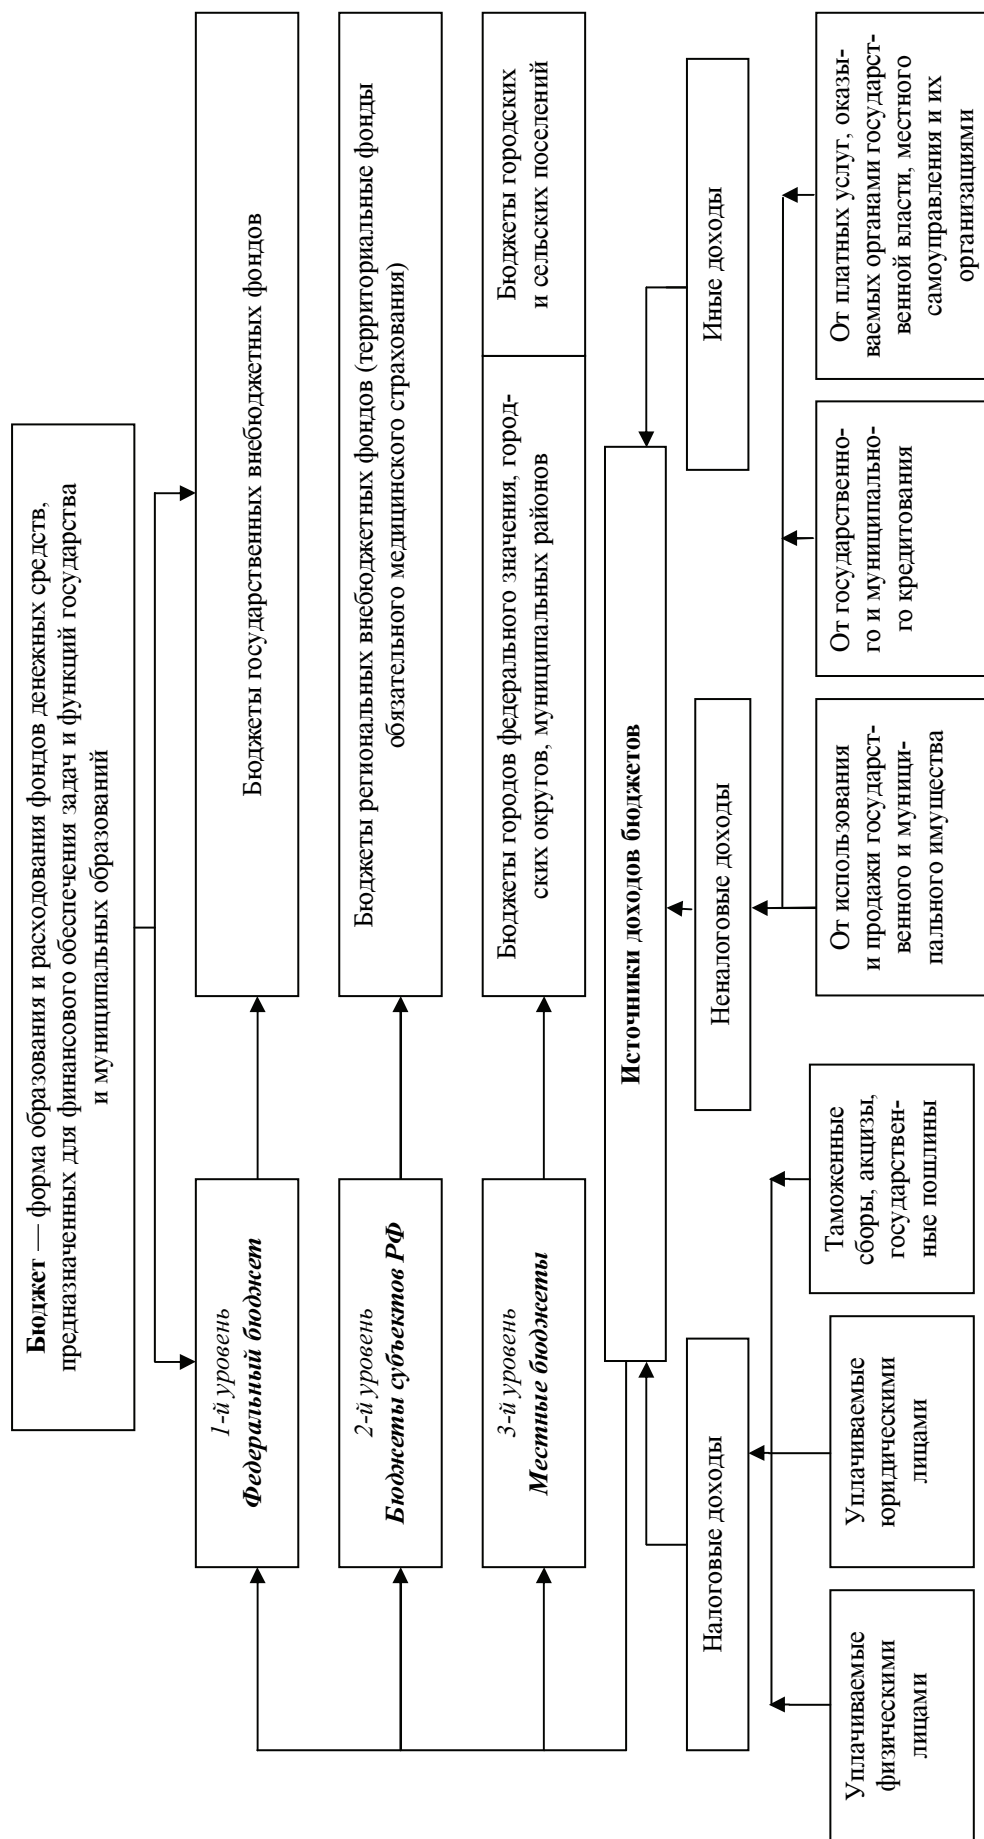 Бюджет — форма образования и расходования фондов денежных средств,
предназначенных для финансового обеспечения задач и функций государства
и муниципальных образований
1-й уровень
Федеральный бюджет
Бюджеты государственных внебюджетных фондов
2-й уровень
Бюджеты субъектов РФ
Бюджеты региональных внебюджетных фондов (территориальные фонды
обязательного медицинского страхования)
3-й уровень
Местные бюджеты
Бюджеты городов федерального значения, город-
ских округов, муниципальных районов
Бюджеты городских
и сельских поселений
Источники доходов бюджетов
Налоговые доходы
Неналоговые доходы
Иные доходы
Уплачиваемые
физическими
лицами
Уплачиваемые
юридическими
лицами
Таможенные
сборы, акцизы,
государствен-
ные пошлины
От использования
и продажи государст-
венного и муници-
пального имущества
От государственно-
го и муниципально-
го кредитования
От платных услуг, оказы-
ваемых органами государст-
венной власти, местного
самоуправления и их
организациями